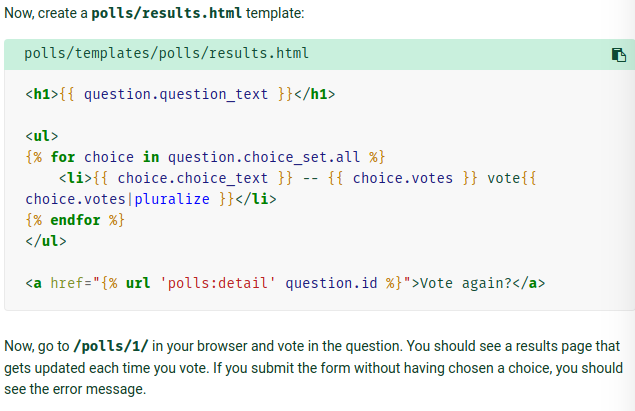 Now, create a polls/results.html template:
polls/templates/polls/results.html
<h1>{{ question.question_text }}</h1>
<ul>
{% for choice in question.choice_set.all %}
    <li>{{ choice.choice_text }} -- {{ choice.votes }} vote{{
choice.votes|pluralize }}</li>
{% endfor %}
</ul>
<a href="{% url 'polls:detail' question.id %}">Vote again?</a>
Now, go to /polls/1/ in your browser and vote in the question. You should see a results page that
gets updated each time you vote. If you submit the form without having chosen a choice, you should
see the error message.